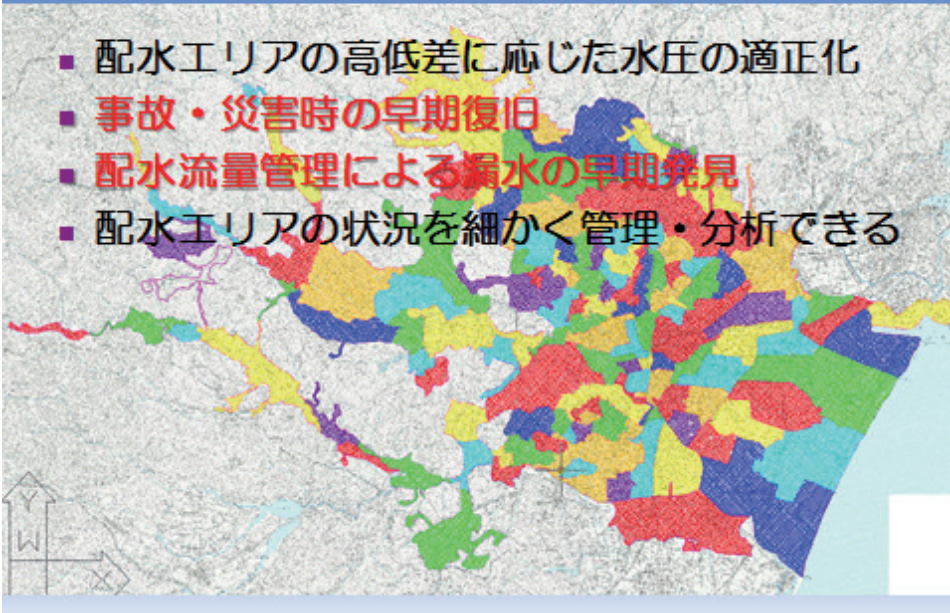 配水エリアの高低差に応じた水圧の適正化
事故・災害時の早期復旧
配水流量管理による漏水の早期発見
配水エリアの状況を細かく管理・分析できる
Y
W
X